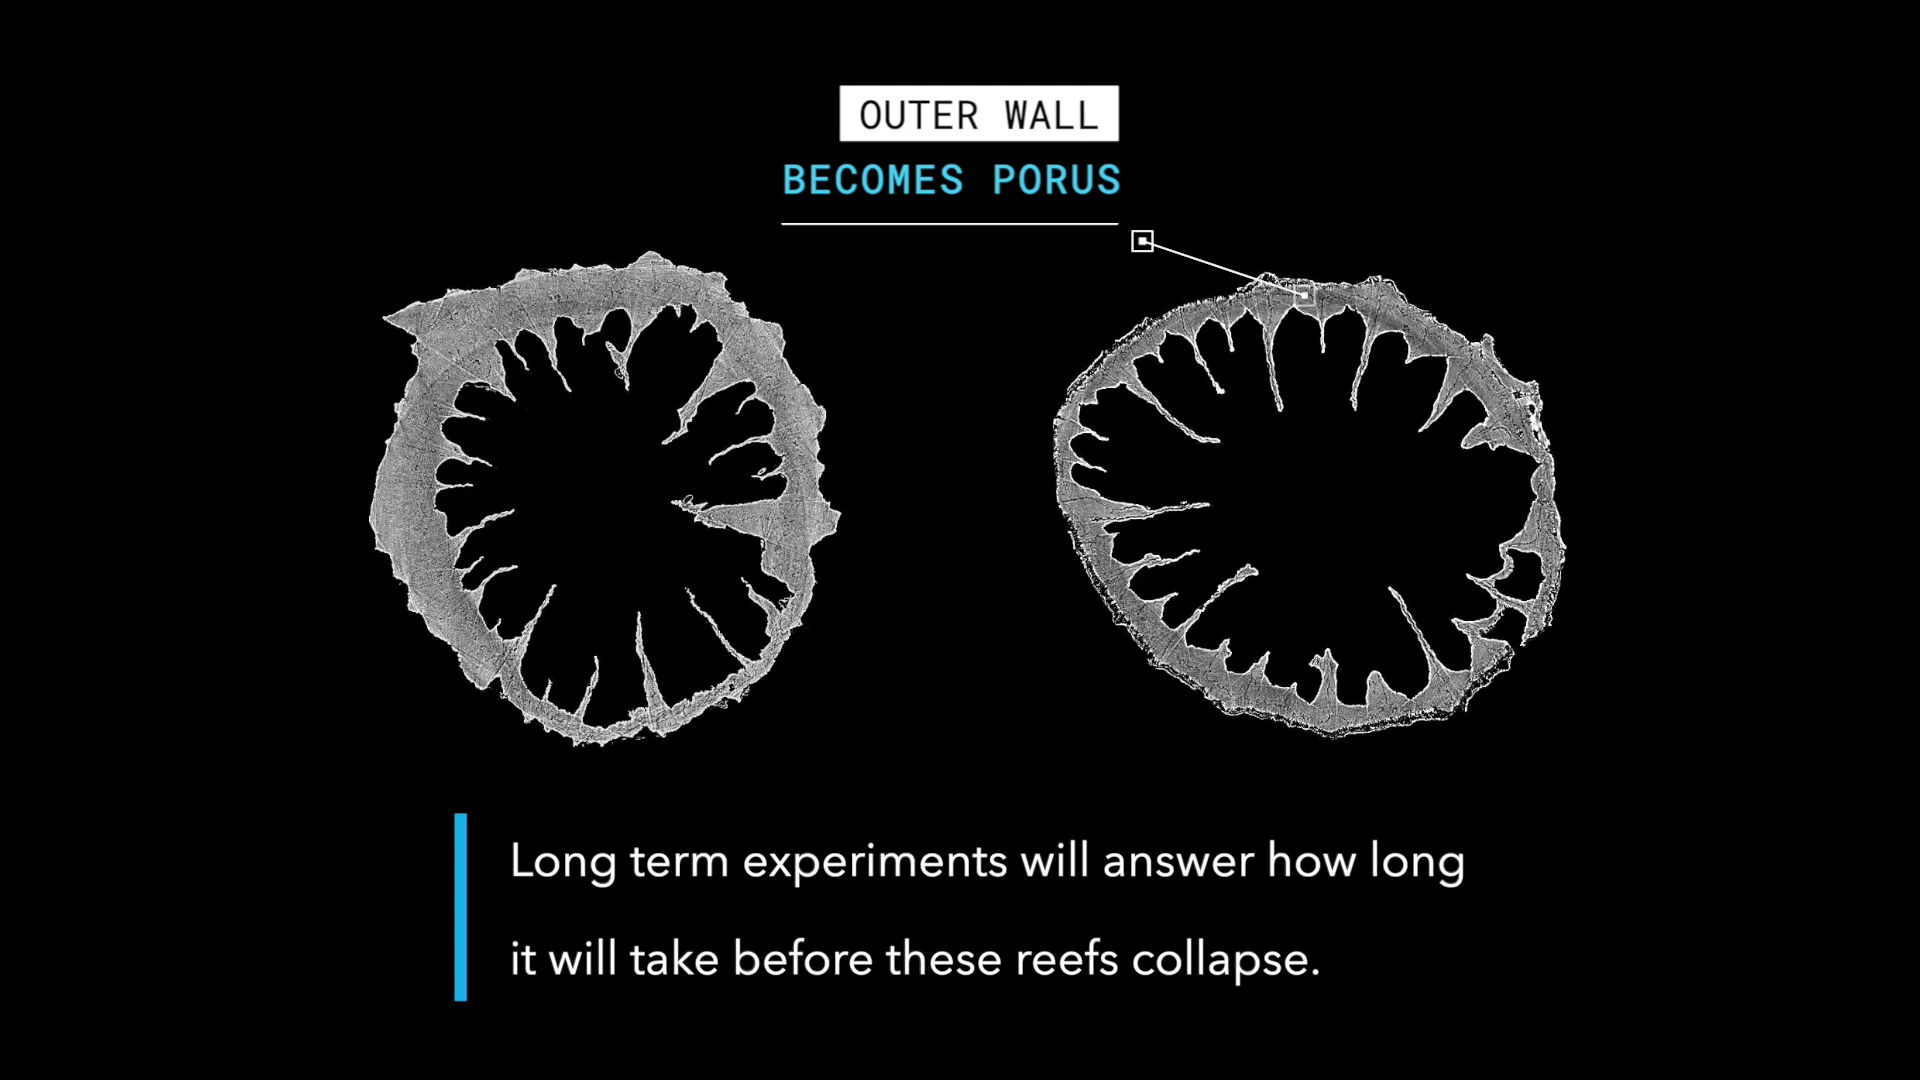 OUTER WALL
BECOMES PORUS
Long term experiments will answer how long
it will take before these reefs collapse.